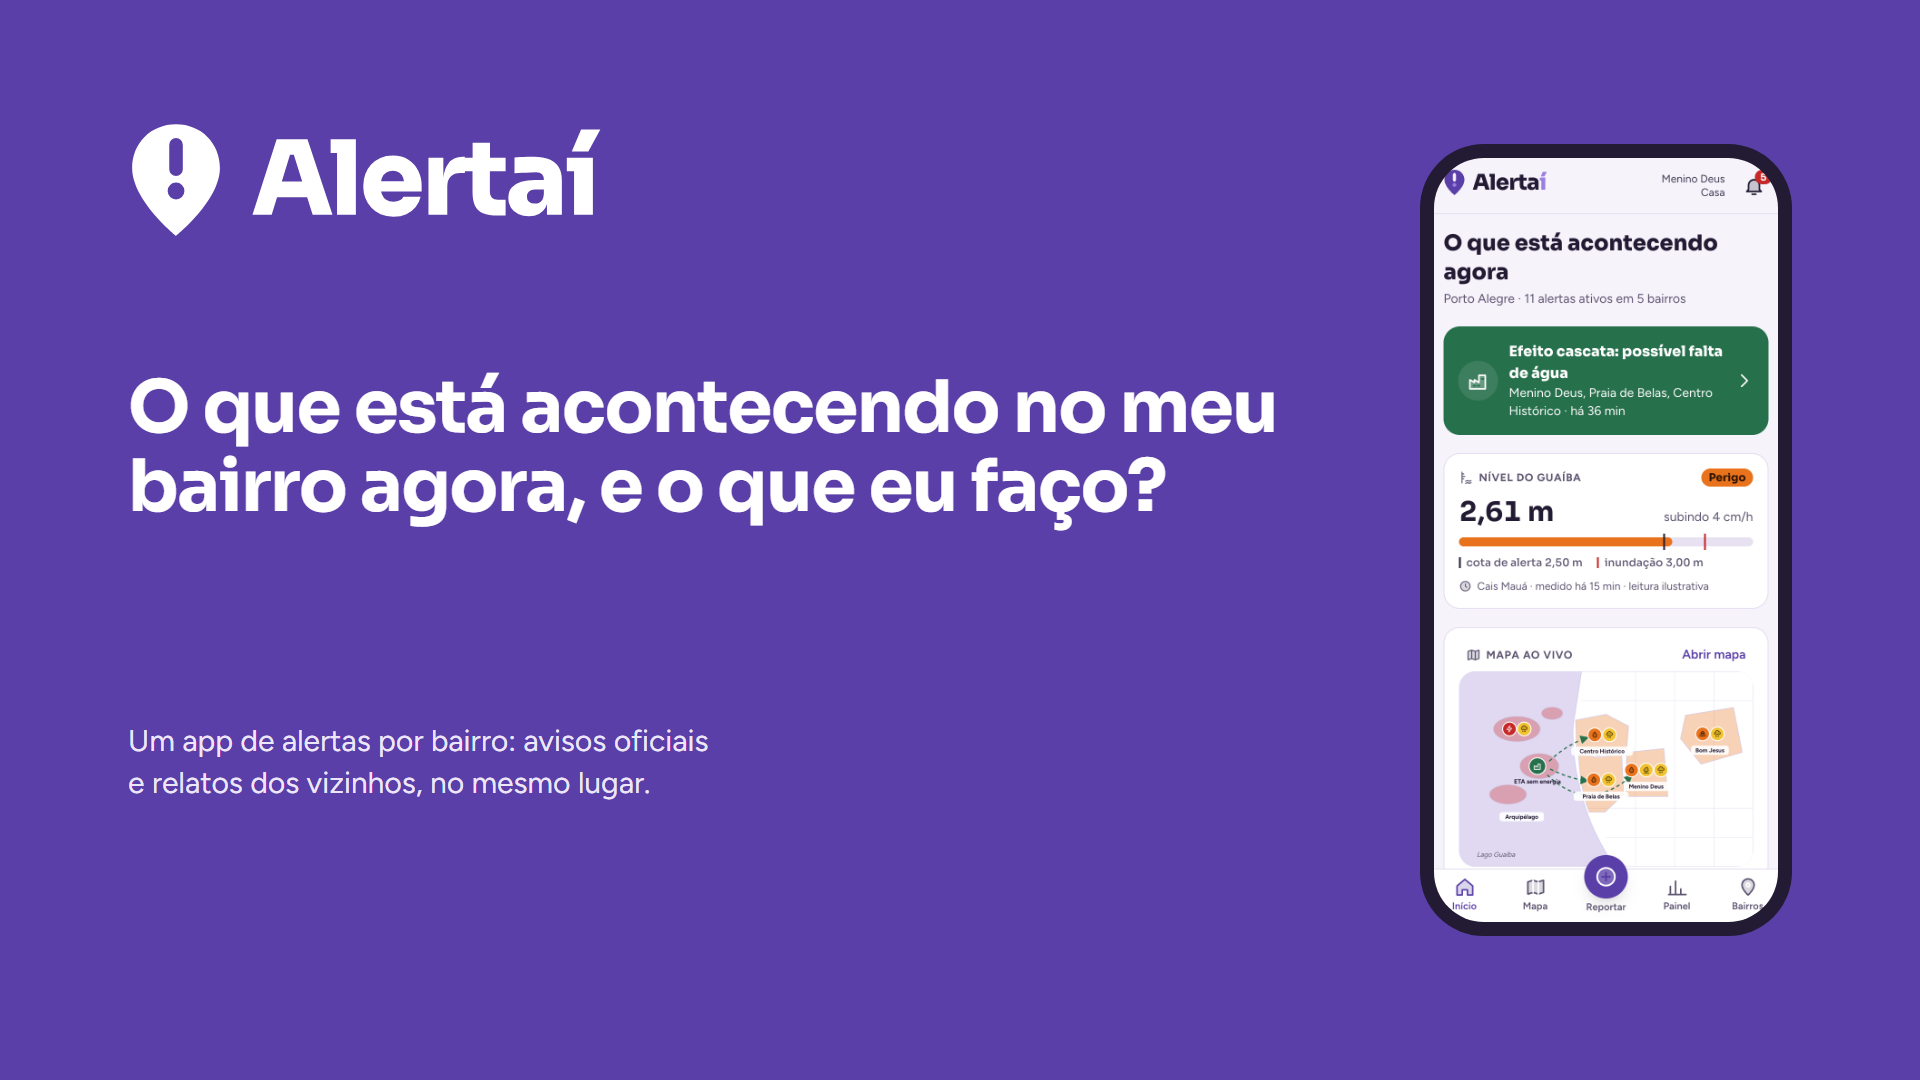 Alertaí
O que está acontecendo no meu
bairro agora, e o que eu faço?
Um app de alertas por bairro: avisos oficiais
e relatos dos vizinhos, no mesmo lugar.
Alertaí
Menino Deus
Casa
5
O que está acontecendo
agora
Porto Alegre · 11 alertas ativos em 5 bairros
Efeito cascata: possível falta
de água
Menino Deus, Praia de Belas, Centro
Histórico · há 36 min
NÍVEL DO GUAÍBA
Perigo
2,61 m
subindo 4 cm/h
cota de alerta 2,50 m
inundação 3,00 m
Cais Mauá · medido há 15 min · leitura ilustrativa
MAPA AO VIVO
Abrir mapa
Centro Histórico
Bom Jesus
ETA sem energia
Menino Deus
Praia de Belas
Arquipélago
Lago Guaíba
Início
Mapa
Reportar
Painel
Bairros